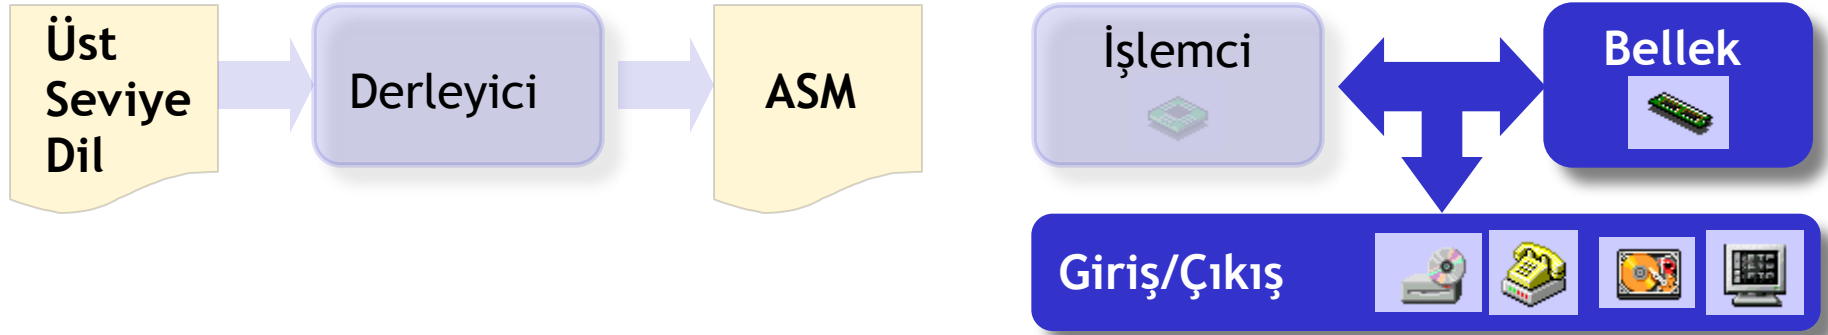 Üst
Seviye
Dil
Derleyici
ASM
İşlemci
Bellek
Giriş/Çıkış